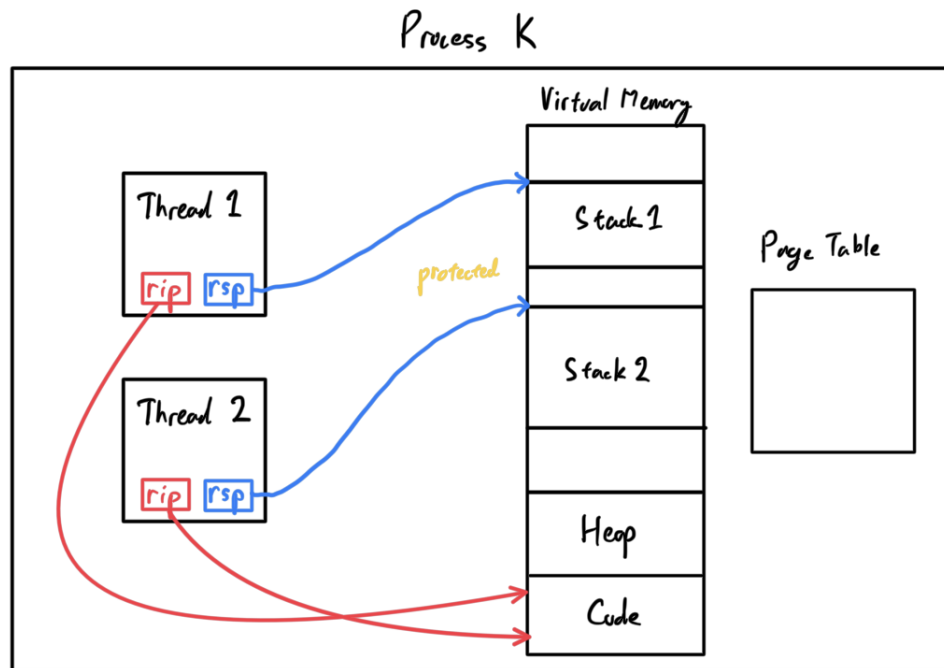 Process K
Virtual Memory
Thread 1
rip
rsp
Stack 1
protected
Page Table
Thread 2
rip
rsp
Stack 2
Heap
Code